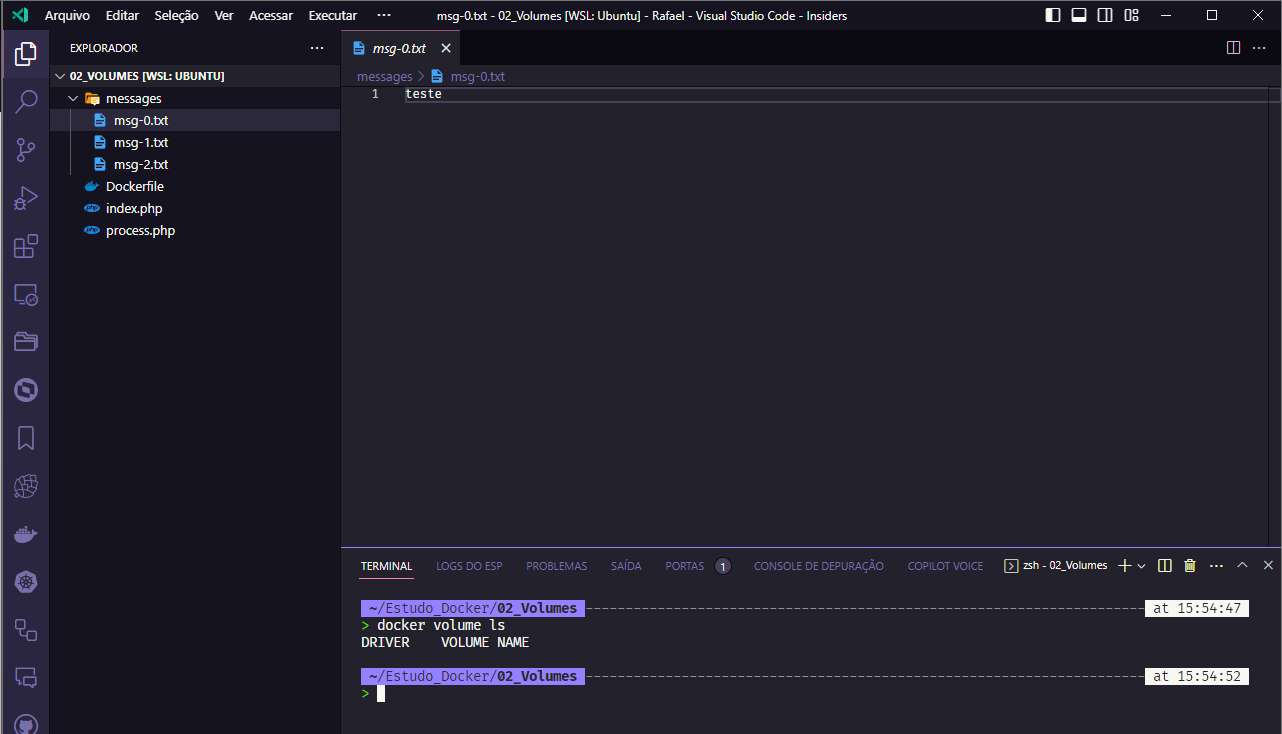 Arquivo Editar Seleção Ver Acessar Executar ··· msg-0.txt - 02_Volumes [WSL: Ubuntu] - Rafael - Visual Studio Code - Insiders
EXPLORADOR ···
02_VOLUMES [WSL: UBUNTU]
messages
msg-0.txt
msg-1.txt
msg-2.txt
Dockerfile
index.php
process.php
msg-0.txt
messages > msg-0.txt
1 teste
TERMINAL LOGS DO ESP PROBLEMAS SAÍDA PORTAS 1 CONSOLE DE DEPURAÇÃO COPILOT VOICE zsh - 02_Volumes
~/Estudo_Docker/02_Volumes at 15:54:47
> docker volume ls
DRIVER VOLUME NAME
~/Estudo_Docker/02_Volumes at 15:54:52
>